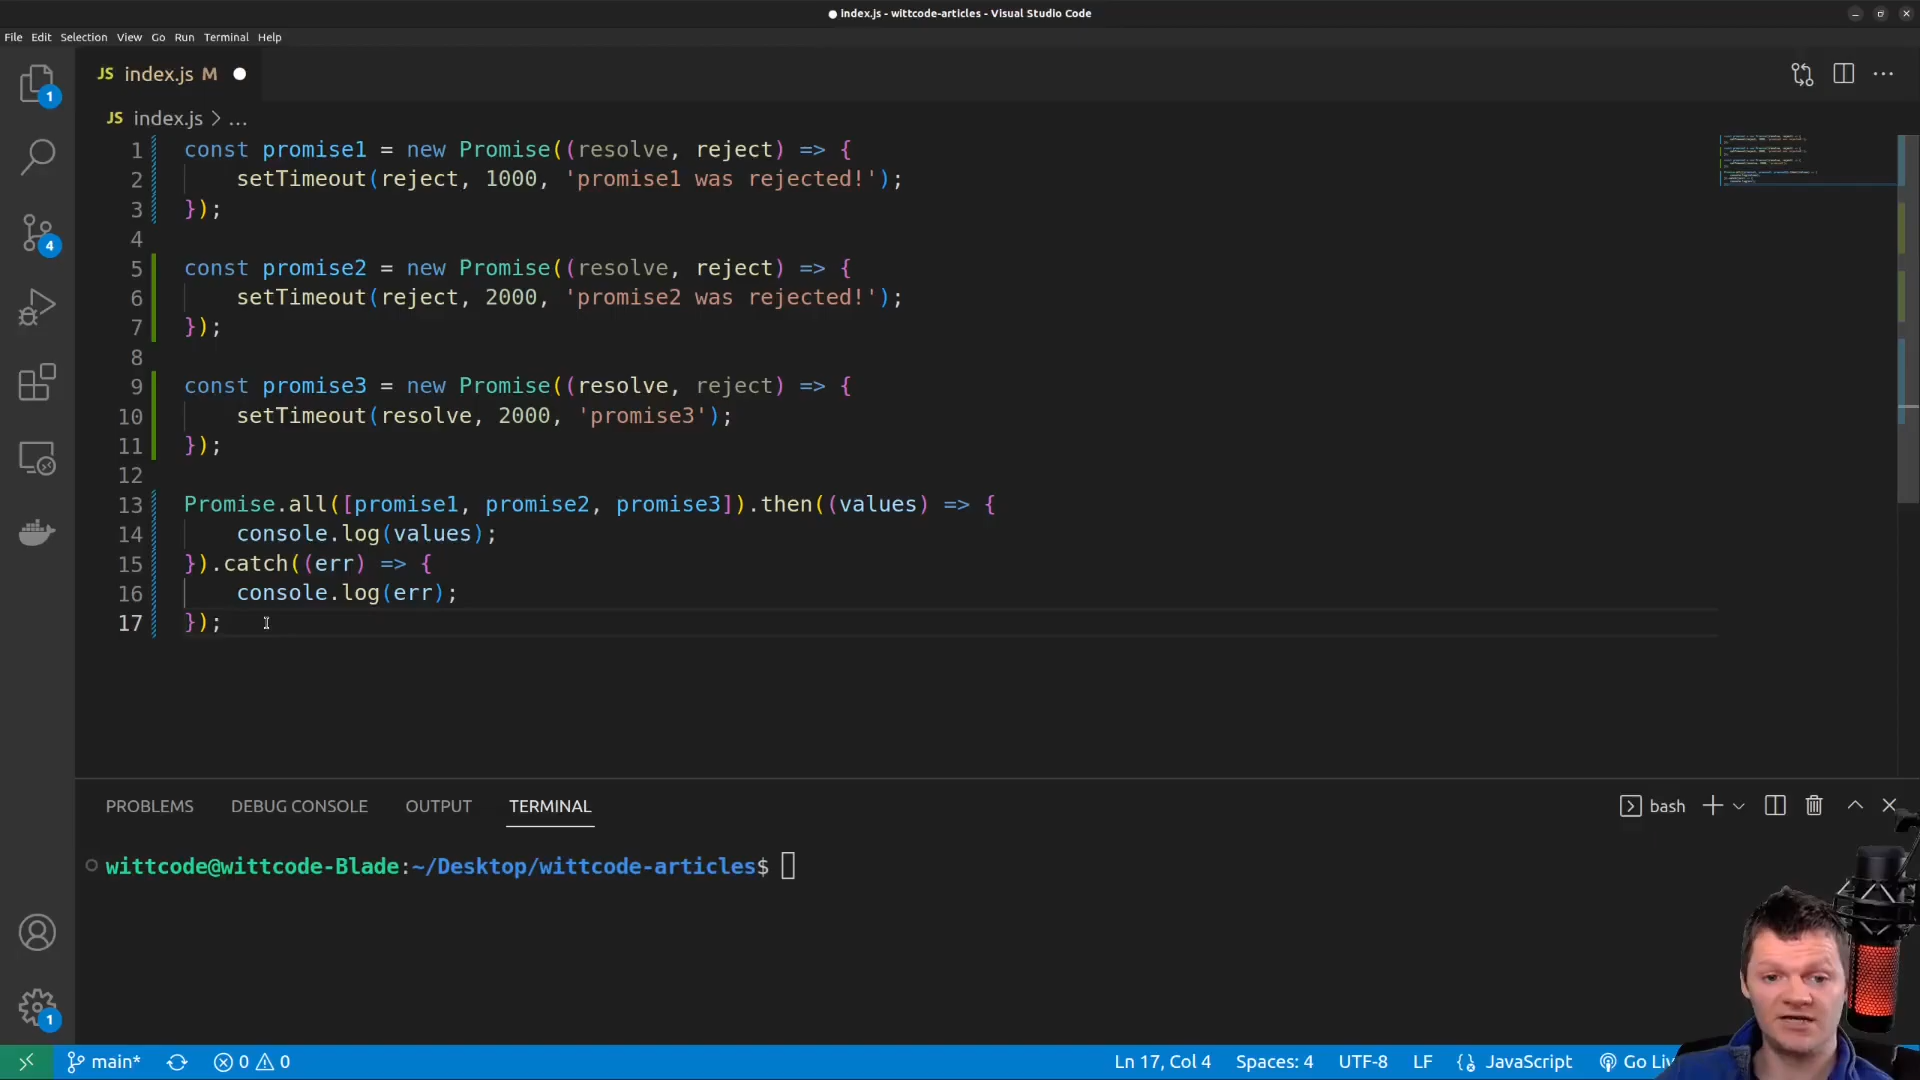 index.js - wittcode-articles - Visual Studio Code
File Edit Selection View Go Run Terminal Help
JS index.js M
JS index.js > ...
1 const promise1 = new Promise((resolve, reject) => {
2 setTimeout(reject, 1000, 'promise1 was rejected!');
3 });
4
5 const promise2 = new Promise((resolve, reject) => {
6 setTimeout(reject, 2000, 'promise2 was rejected!');
7 });
8
9 const promise3 = new Promise((resolve, reject) => {
10 setTimeout(resolve, 2000, 'promise3');
11 });
12
13 Promise.all([promise1, promise2, promise3]).then((values) => {
14 console.log(values);
15 }).catch((err) => {
16 console.log(err);
17 });
1
4
1
PROBLEMS DEBUG CONSOLE OUTPUT TERMINAL bash
wittcode@wittcode-Blade:~/Desktop/wittcode-articles$
main* 0 0 Ln 17, Col 4 Spaces: 4 UTF-8 LF JavaScript Go